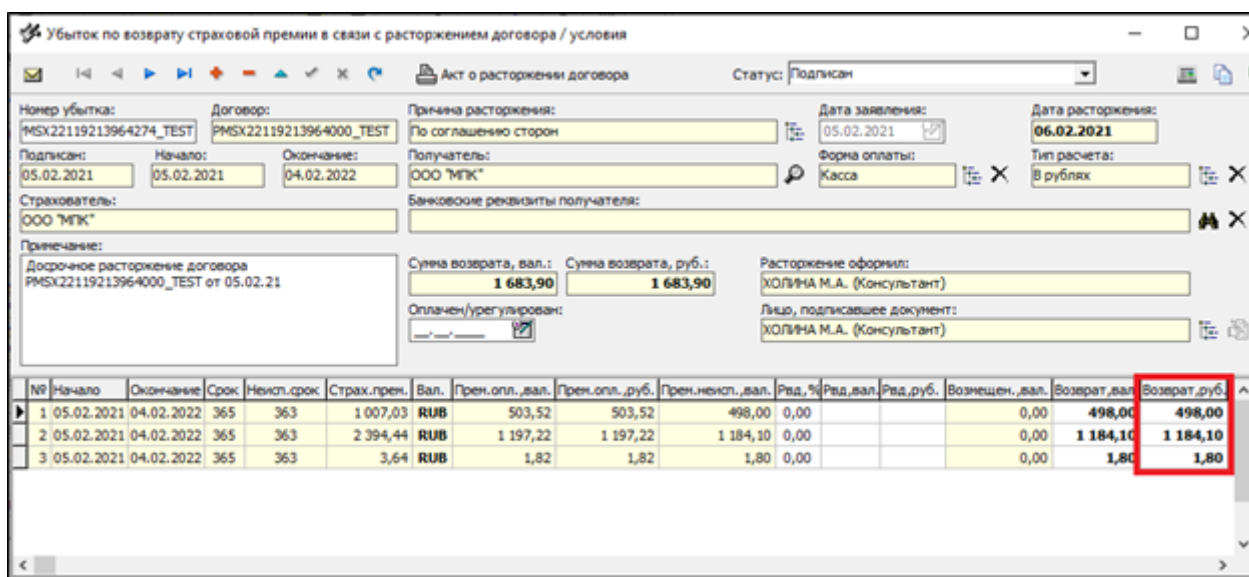 Убыток по возврату страховой премии в связи с расторжением договора / условия
Акт о расторжении договора Статус: Подписан
Номер убытка: Договор: Причина расторжения: Дата заявления: Дата расторжения:
MSX22119213964274_TEST PMSX22119213964000_TEST По соглашению сторон 05.02.2021 06.02.2021
Подписан: Начало: Окончание: Получатель: Форма оплаты: Тип расчета:
05.02.2021 05.02.2021 04.02.2022 ООО "МПК" Касса В рублях
Страхователь: Банковские реквизиты получателя:
ООО "МПК"
Примечание:
Досрочное расторжение договора
PMSX22119213964000_TEST от 05.02.21
Сумма возврата, вал.: Сумма возврата, руб.: Расторжение оформил:
1 683,90 1 683,90 ХОЛИНА М.А. (Консультант)
Оплачен/урегулирован: Лицо, подписавшее документ:
__.__.____ ХОЛИНА М.А. (Консультант)
№ Начало Окончание Срок Неисп.срок Страх.прем. Вал. Прем.опл.,вал. Прем.опл.,руб. Прем.неисп.,вал. Рвд,% Рвд,вал. Рвд,руб. Возмещен.,вал. Возврат,вал Возврат,руб.
1 05.02.2021 04.02.2022 365 363 1 007,03 RUB 503,52 503,52 498,00 0,00 0,00 498,00 498,00
2 05.02.2021 04.02.2022 365 363 2 394,44 RUB 1 197,22 1 197,22 1 184,10 0,00 0,00 1 184,10 1 184,10
3 05.02.2021 04.02.2022 365 363 3,64 RUB 1,82 1,82 1,80 0,00 0,00 1,80 1,80